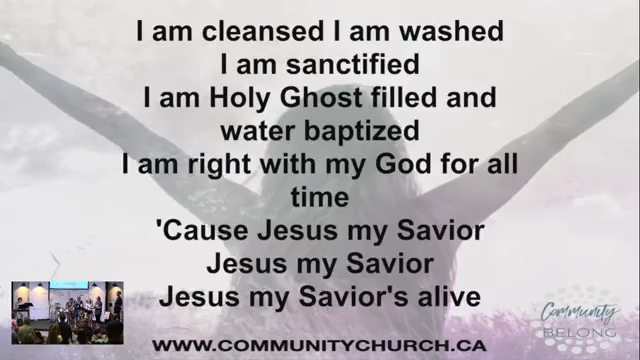 I am cleansed I am washed
I am sanctified
I am Holy Ghost filled and
water baptized
I am right with my God for all
time
'Cause Jesus my Savior
Jesus my Savior
Jesus my Savior's alive
Community
BELONG
WWW.COMMUNITYCHURCH.CA